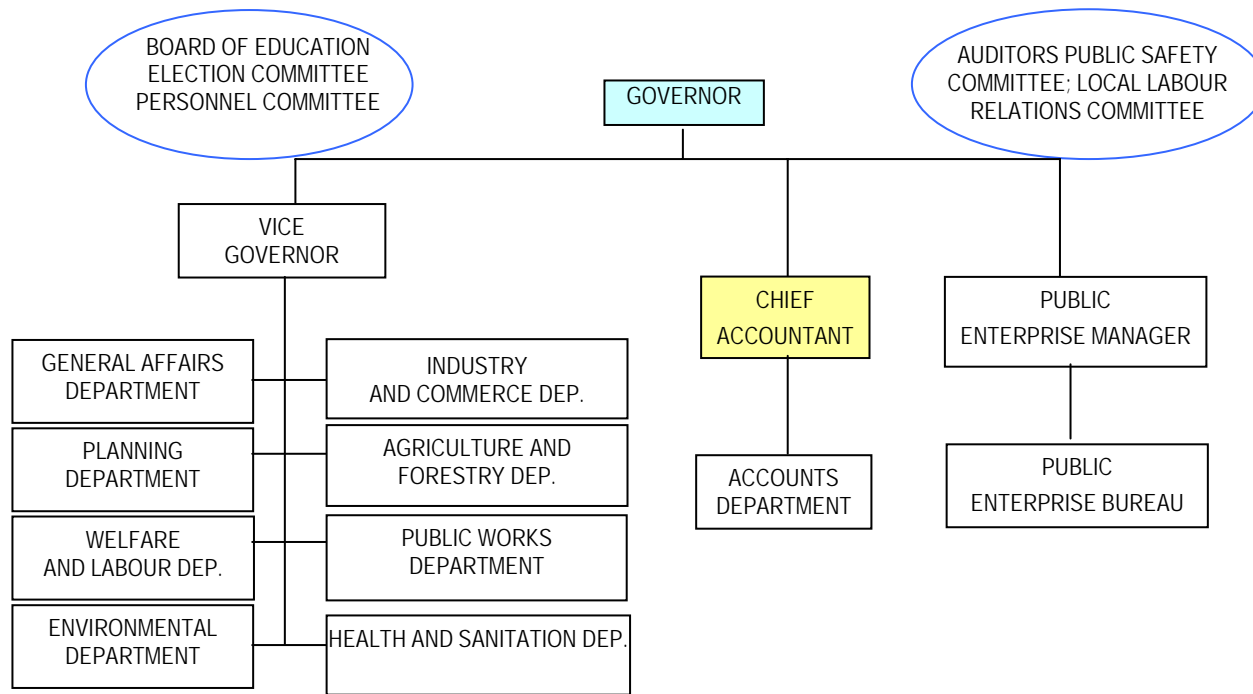 BOARD OF EDUCATION
ELECTION COMMITTEE
PERSONNEL COMMITTEE
GOVERNOR
AUDITORS PUBLIC SAFETY
COMMITTEE; LOCAL LABOUR
RELATIONS COMMITTEE
VICE
GOVERNOR
CHIEF
ACCOUNTANT
PUBLIC
ENTERPRISE MANAGER
GENERAL AFFAIRS
DEPARTMENT
INDUSTRY
AND COMMERCE DEP.
PLANNING
DEPARTMENT
AGRICULTURE AND
FORESTRY DEP.
ACCOUNTS
DEPARTMENT
PUBLIC
ENTERPRISE BUREAU
WELFARE
AND LABOUR DEP.
PUBLIC WORKS
DEPARTMENT
ENVIRONMENTAL
DEPARTMENT
HEALTH AND SANITATION DEP.